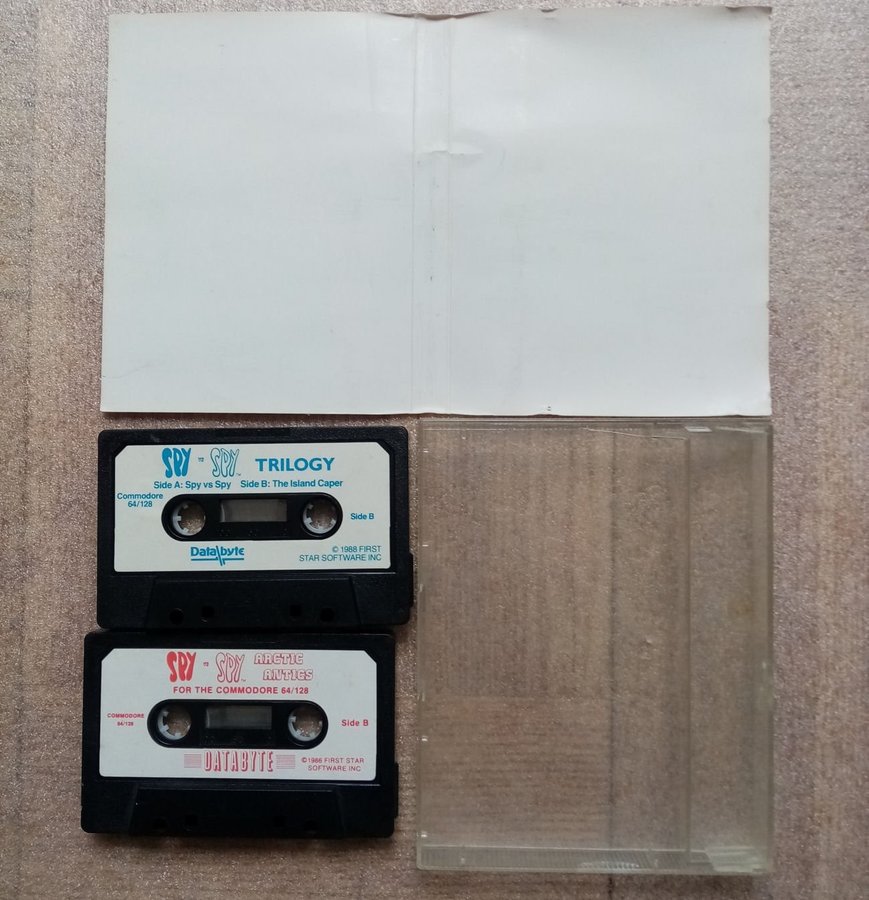 SPY vs SPY™ TRILOGY
Side A: Spy vs Spy Side B: The Island Caper
Commodore
64/128
Side B
Databyte
© 1988 FIRST
STAR SOFTWARE INC
SPY vs SPY™ ARCTIC
ANTICS
FOR THE COMMODORE 64/128
COMMODORE
64/128
Side B
DATABYTE
©1986 FIRST STAR
SOFTWARE INC